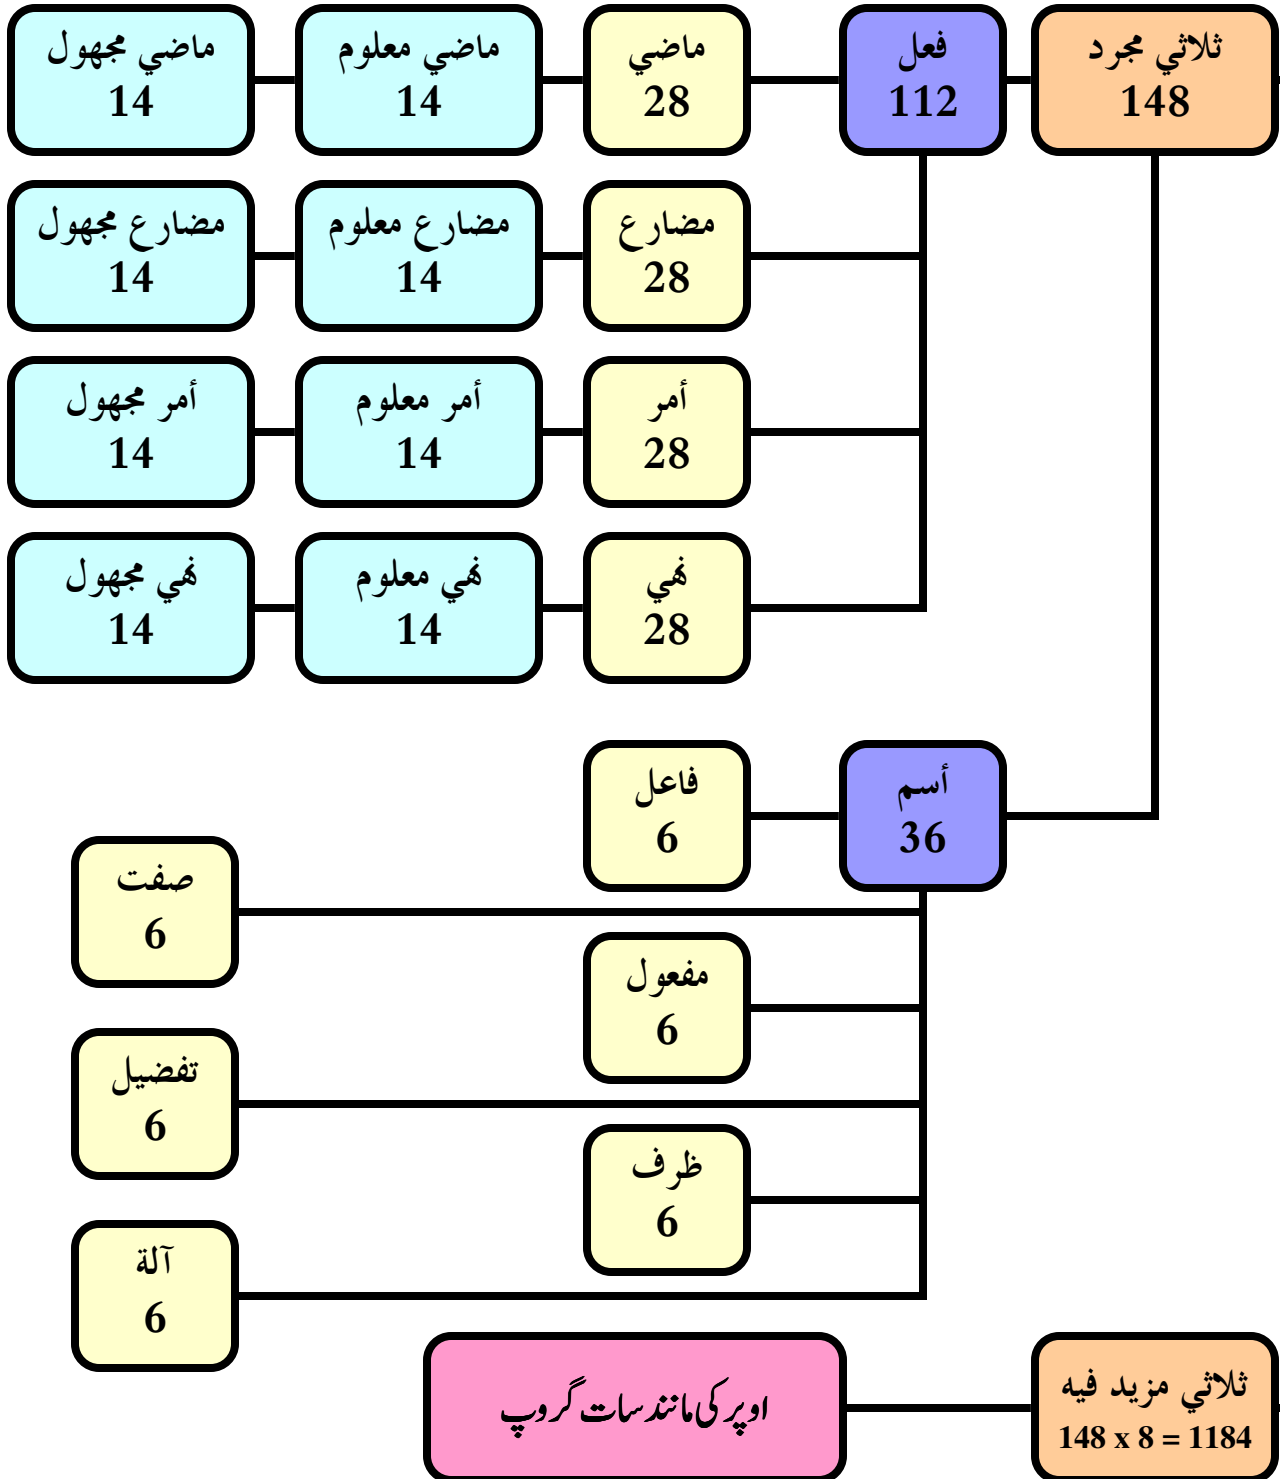 ثلاثي مجرد
148
فعل
112
ماضي
28
ماضي معلوم
14
ماضي مجهول
14
مضارع
28
مضارع معلوم
14
مضارع مجهول
14
أمر
28
أمر معلوم
14
أمر مجهول
14
نهي
28
نهي معلوم
14
نهي مجهول
14
أسم
36
فاعل
6
صفت
6
مفعول
6
تفضيل
6
ظرف
6
آلة
6
ثلاثي مزيد فيه
148 x 8 = 1184
اوپر کی مانند سات گروپ